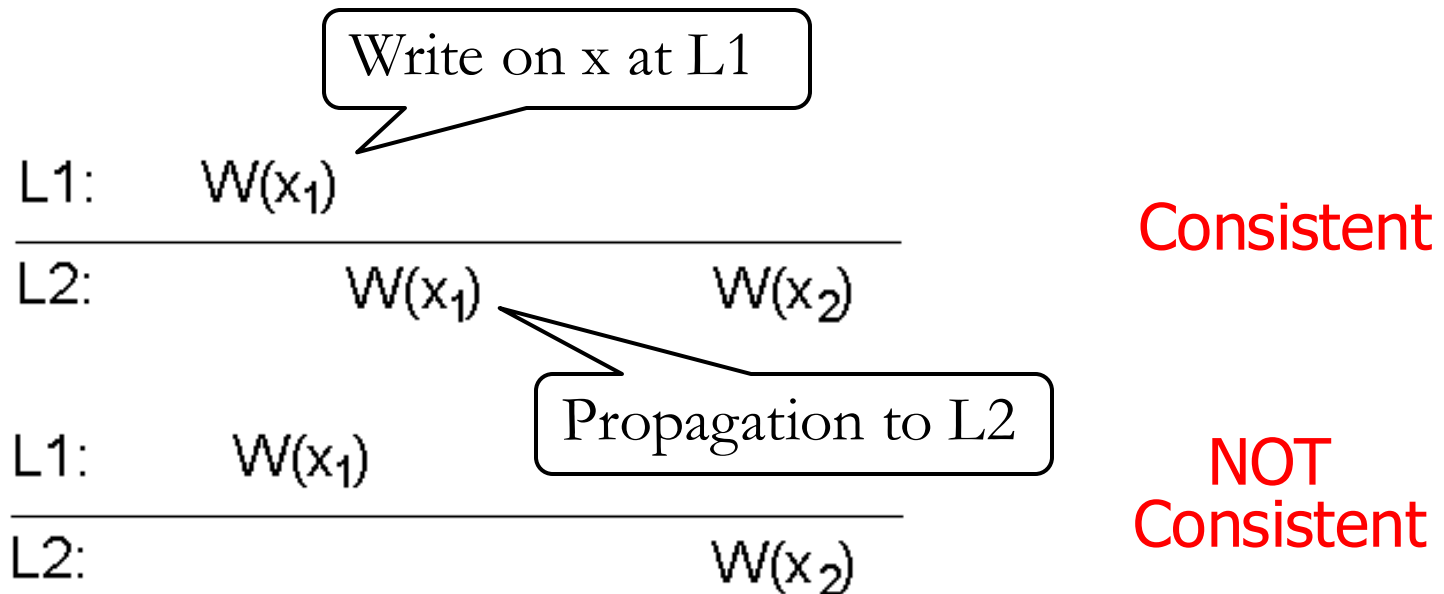 Write on x at L1
L1: W(x₁)
Consistent
L2: W(x₁) W(x₂)
Propagation to L2
L1: W(x₁)
NOT
Consistent
L2: W(x₂)